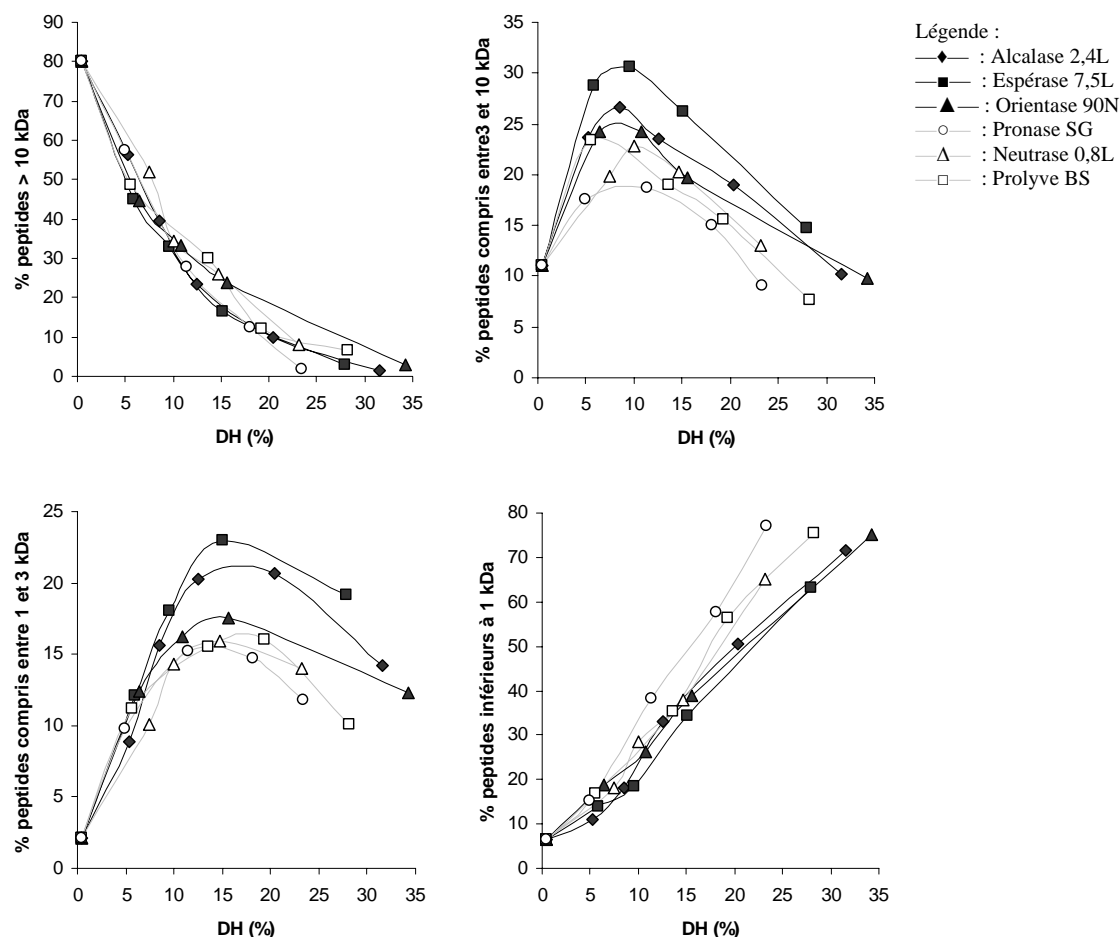 90
80
70
60
50
40
30
20
10
0
% peptides > 10 kDa
0 5 10 15 20 25 30 35
DH (%)
35
30
25
20
15
10
5
0
% peptides compris entre3 et 10 kDa
0 5 10 15 20 25 30 35
DH (%)
Légende :
: Alcalase 2,4L
: Espérase 7,5L
: Orientase 90N
: Pronase SG
: Neutrase 0,8L
: Prolyve BS
25
20
15
10
5
0
% peptides compris entre 1 et 3 kDa
0 5 10 15 20 25 30 35
DH (%)
80
70
60
50
40
30
20
10
0
% peptides inférieurs à 1 kDa
0 5 10 15 20 25 30 35
DH (%)